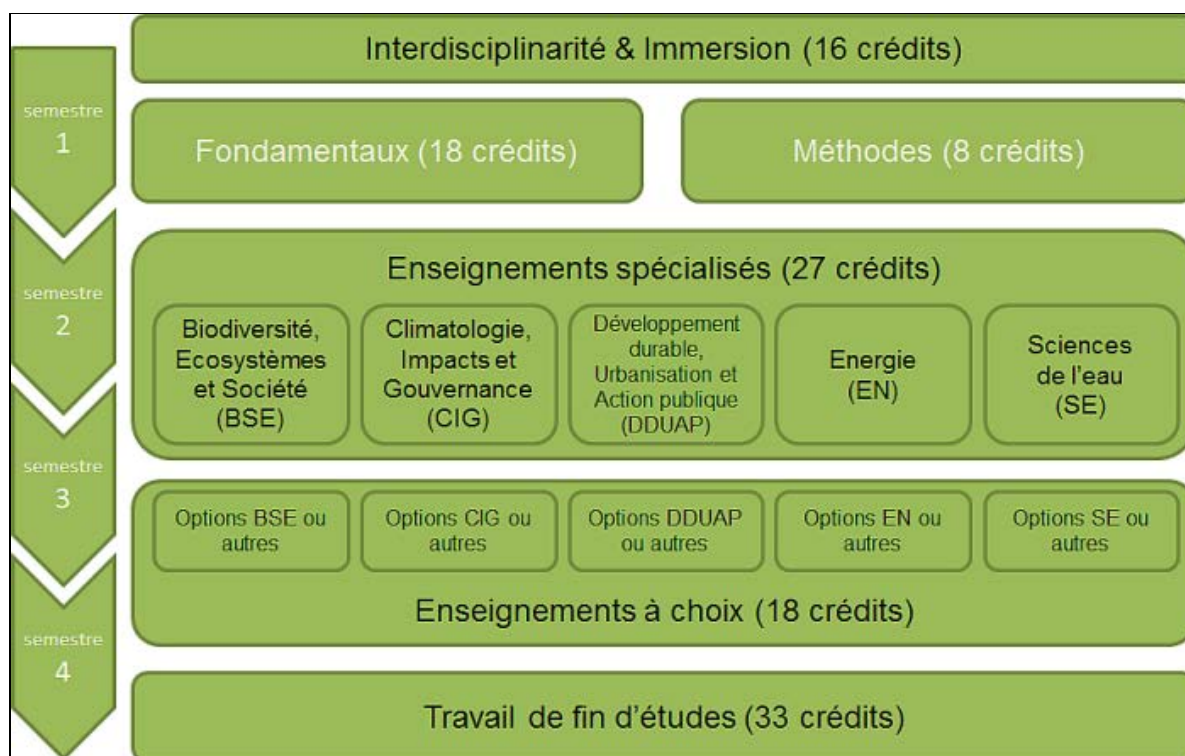 Interdisciplinarité & Immersion (16 crédits)
semestre
1
Fondamentaux (18 crédits)
Méthodes (8 crédits)
semestre
2
Enseignements spécialisés (27 crédits)
Biodiversité,
Ecosystèmes
et Société
(BSE)
Climatologie,
Impacts et
Gouvernance
(CIG)
Développement
durable,
Urbanisation et
Action publique
(DDUAP)
Energie
(EN)
Sciences
de l'eau
(SE)
semestre
3
Options BSE ou
autres
Options CIG ou
autres
Options DDUAP
ou autres
Options EN ou
autres
Options SE ou
autres
Enseignements à choix (18 crédits)
semestre
4
Travail de fin d'études (33 crédits)